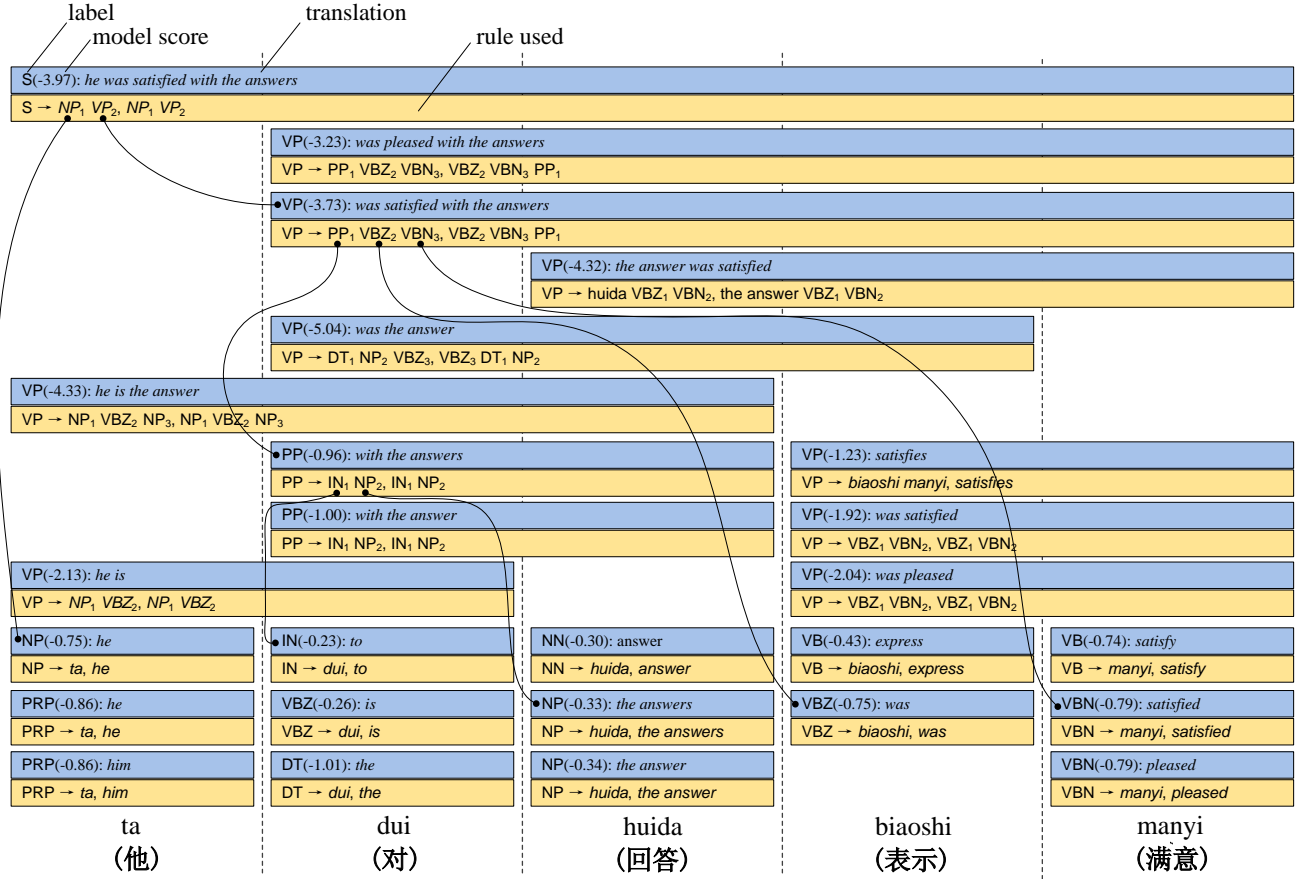 label
translation
model score
rule used
S(-3.97): he was satisfied with the answers
S → NP₁ VP₂, NP₁ VP₂
VP(-3.23): was pleased with the answers
VP → PP₁ VBZ₂ VBN₃, VBZ₂ VBN₃ PP₁
VP(-3.73): was satisfied with the answers
VP → PP₁ VBZ₂ VBN₃, VBZ₂ VBN₃ PP₁
VP(-4.32): the answer was satisfied
VP → huida VBZ₁ VBN₂, the answer VBZ₁ VBN₂
VP(-5.04): was the answer
VP → DT₁ NP₂ VBZ₃, VBZ₃ DT₁ NP₂
VP(-4.33): he is the answer
VP → NP₁ VBZ₂ NP₃, NP₁ VBZ₂ NP₃
PP(-0.96): with the answers
VP(-1.23): satisfies
PP → IN₁ NP₂, IN₁ NP₂
VP → biaoshi manyi, satisfies
PP(-1.00): with the answer
VP(-1.92): was satisfied
PP → IN₁ NP₂, IN₁ NP₂
VP → VBZ₁ VBN₂, VBZ₁ VBN₂
VP(-2.13): he is
VP(-2.04): was pleased
VP → NP₁ VBZ₂, NP₁ VBZ₂
VP → VBZ₁ VBN₂, VBZ₁ VBN₂
NP(-0.75): he
IN(-0.23): to
NN(-0.30): answer
VB(-0.43): express
VB(-0.74): satisfy
NP → ta, he
IN → dui, to
NN → huida, answer
VB → biaoshi, express
VB → manyi, satisfy
PRP(-0.86): he
VBZ(-0.26): is
NP(-0.33): the answers
VBZ(-0.75): was
VBN(-0.79): satisfied
PRP → ta, he
VBZ → dui, is
NP → huida, the answers
VBZ → biaoshi, was
VBN → manyi, satisfied
PRP(-0.86): him
DT(-1.01): the
NP(-0.34): the answer
VBN(-0.79): pleased
PRP → ta, him
DT → dui, the
NP → huida, the answer
VBN → manyi, pleased
ta
dui
huida
biaoshi
manyi
(他)
(对)
(回答)
(表示)
(满意)